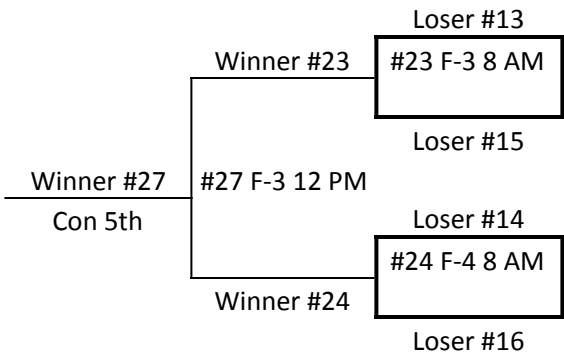 Loser #13
Winner #23
#23 F-3 8 AM
Loser #15
Winner #27
#27 F-3 12 PM
Con 5th
Loser #14
#24 F-4 8 AM
Winner #24
Loser #16